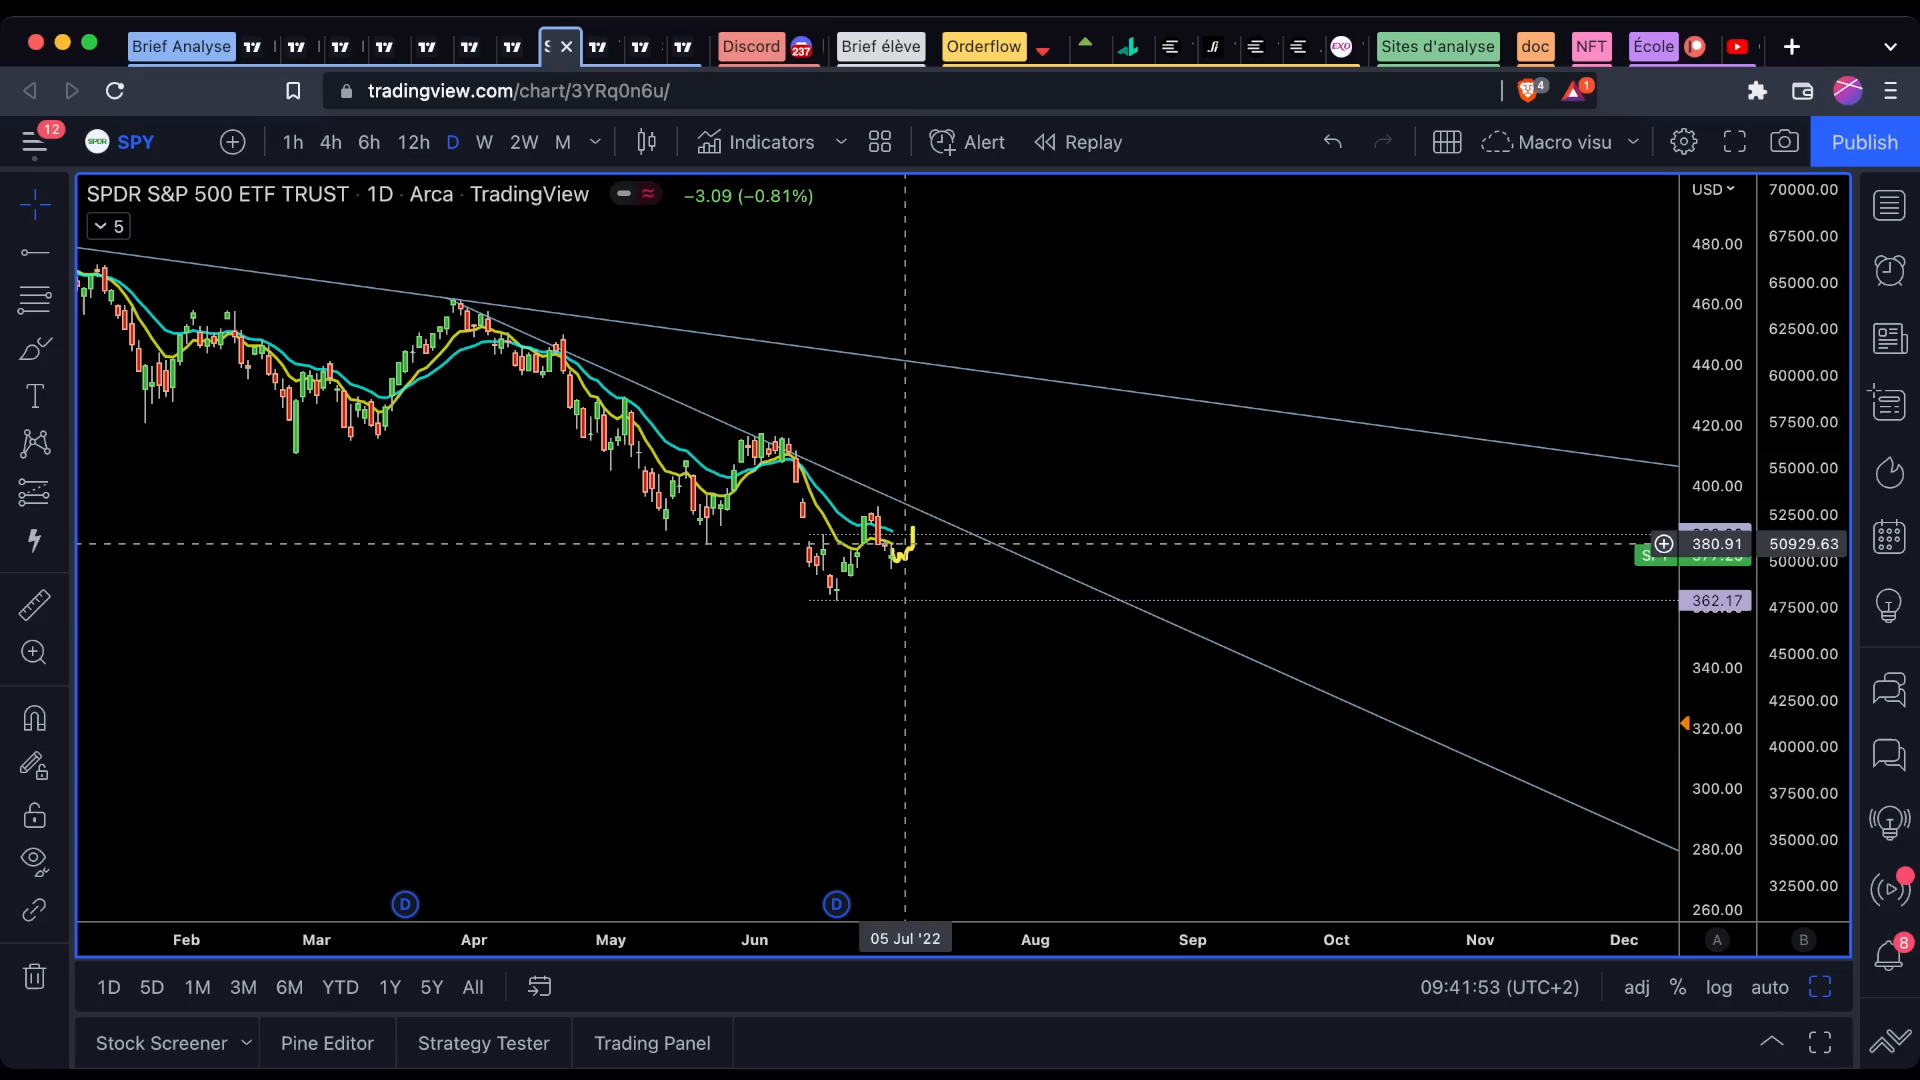 Brief Analyse
Discord
237
Brief élève
Orderflow
EXO
Sites d'analyse
doc
NFT
École
tradingview.com/chart/3YRq0n6u/
4
1
12
SPDR
SPY
1h 4h 6h 12h D W 2W M
Indicators
Alert
Replay
Macro visu
Publish
SPDR S&P 500 ETF TRUST · 1D · Arca · TradingView
−3.09 (−0.81%)
5
USD
480.00
460.00
440.00
420.00
400.00
380.91
362.17
340.00
320.00
300.00
280.00
260.00
70000.00
67500.00
65000.00
62500.00
60000.00
57500.00
55000.00
52500.00
50929.63
50000.00
47500.00
45000.00
42500.00
40000.00
37500.00
35000.00
32500.00
D
D
Feb Mar Apr May Jun 05 Jul '22 Aug Sep Oct Nov Dec
A
B
8
1D 5D 1M 3M 6M YTD 1Y 5Y All
09:41:53 (UTC+2)
adj % log auto
Stock Screener
Pine Editor
Strategy Tester
Trading Panel